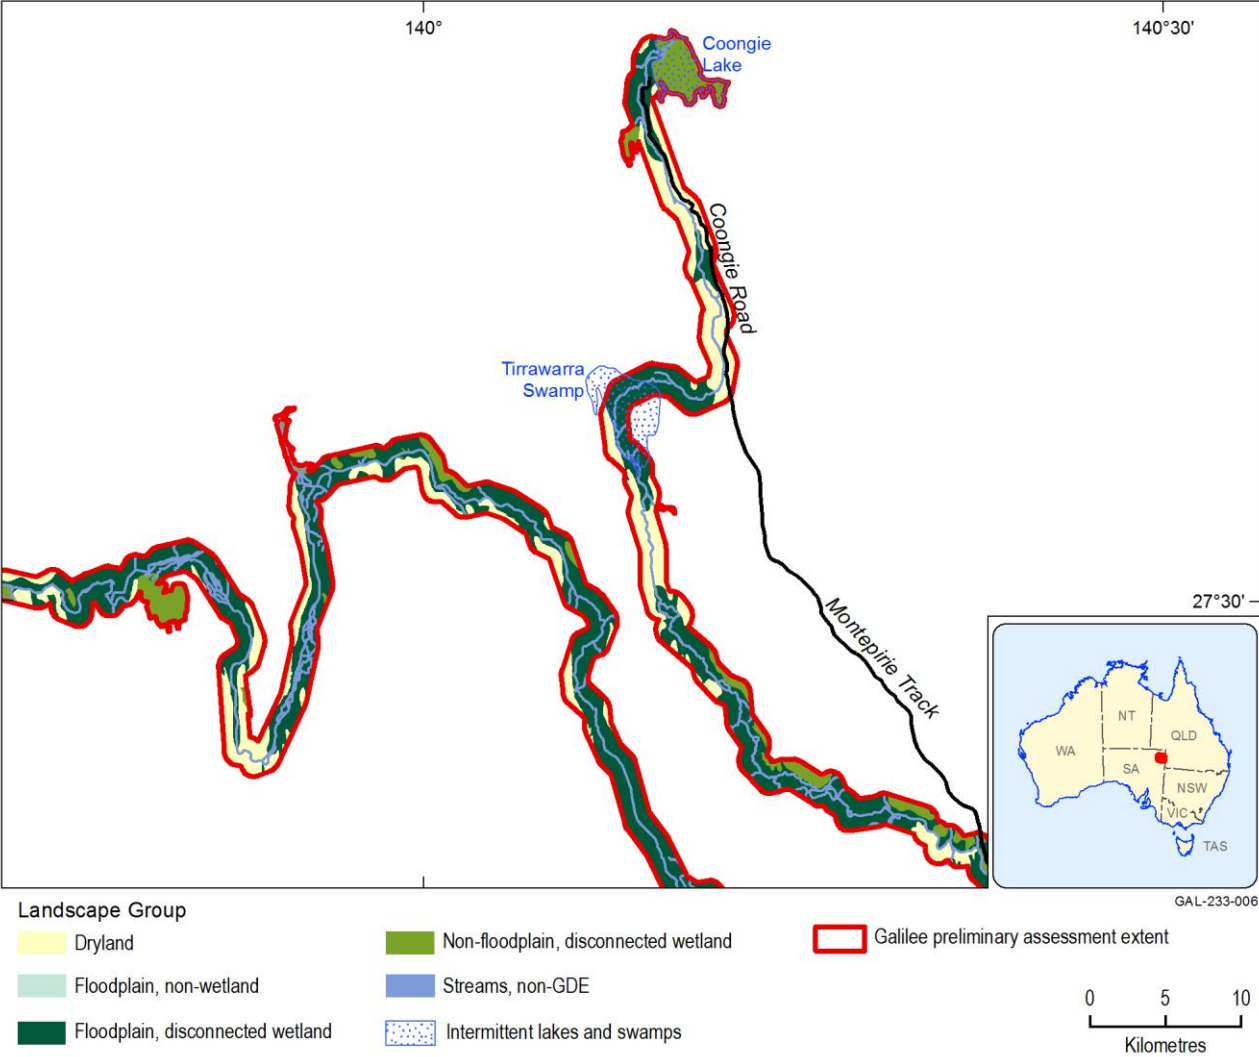 140°
140°30'
Coongie
Lake
Coongie Road
Tirrawarra
Swamp
Montepirie Track
27°30'
NT
QLD
WA
SA
NSW
VIC
TAS
GAL-233-006
Landscape Group
Dryland
Floodplain, non-wetland
Floodplain, disconnected wetland
Non-floodplain, disconnected wetland
Streams, non-GDE
Intermittent lakes and swamps
Galilee preliminary assessment extent
0 5 10
Kilometres